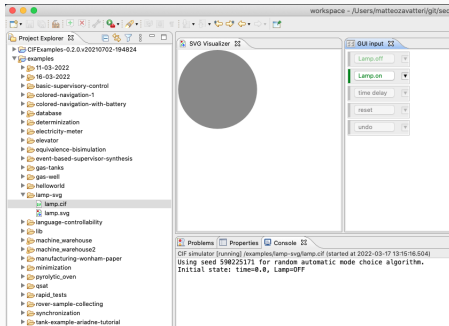 workspace - /Users/matteozavatteri/git/sec
Project Explorer
CIFExamples-0.2.0.v20210702-194824
examples
11-03-2022
16-03-2022
basic-supervisory-control
colored-navigation-1
colored-navigation-with-battery
database
determinization
electricity-meter
elevator
equivalence-bisimulation
event-based-supervisor-synthesis
gas-tanks
gas-well
helloworld
lamp-svg
lamp.cif
lamp.svg
language-controllability
lib
machine_warehouse
machine_warehouse2
manufacturing-wonham-paper
minimization
pyrolytic_oven
qsat
rapid_tests
rover-sample-collecting
synchronization
tank-example-ariadne-tutorial
SVG Visualizer
GUI input
Lamp.off
Lamp.on
time delay
reset
undo
Problems Properties Console
CIF simulator [running] /examples/lamp-svg/lamp.cif (started at 2022-03-17 13:15:16.504)
Using seed 590225171 for random automatic mode choice algorithm.
Initial state: time=0.0, Lamp=OFF